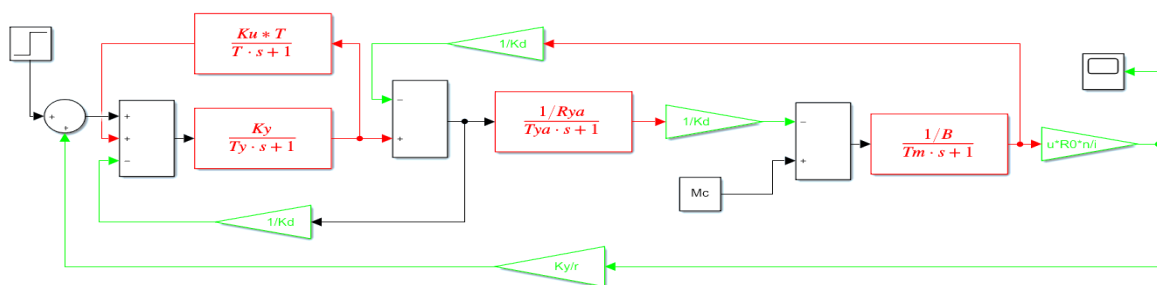 Ku * T
T · s + 1
1/Kd
+
+
+
+
−
Ky
Ty · s + 1
−
+
1/Rya
Tya · s + 1
1/Kd
−
+
1/B
Tm · s + 1
u*R0*n/i
Mc
1/Kd
Ky/r